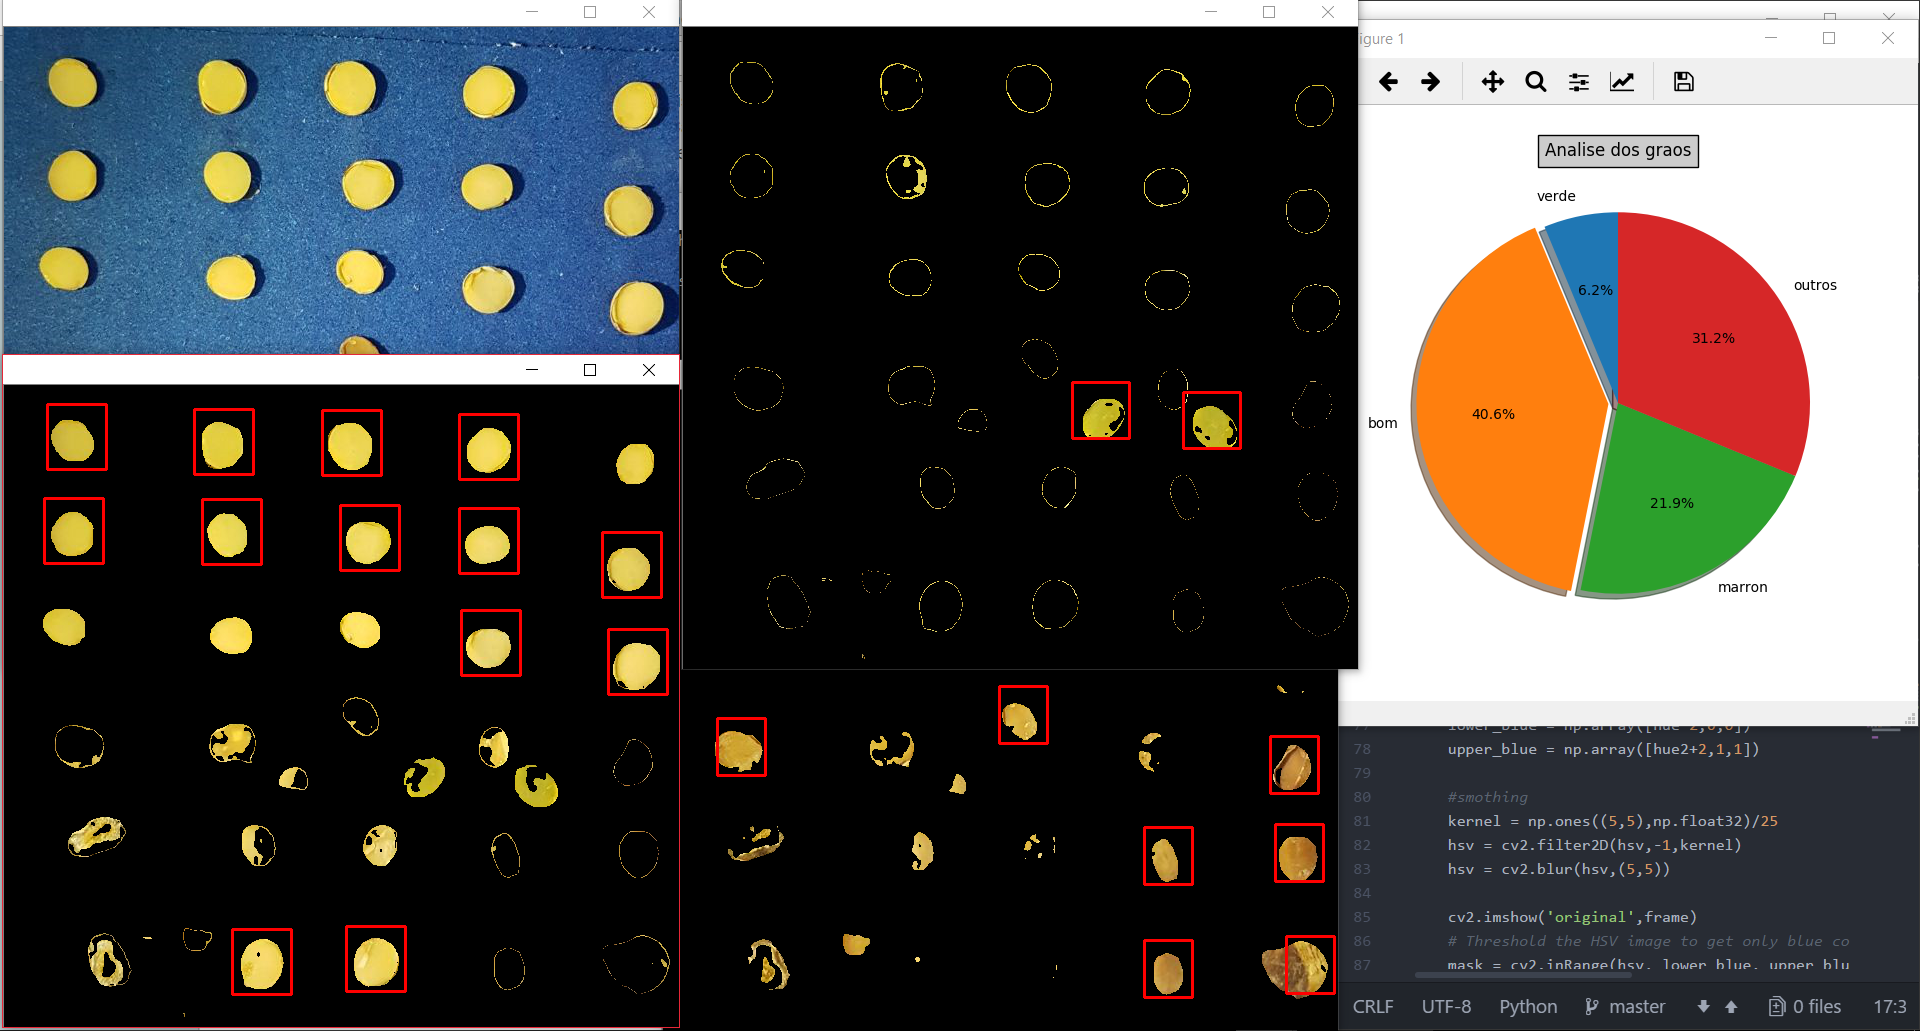 igure 1
Analise dos graos
verde
outros
6.2%
31.2%
40.6%
bom
21.9%
marron
78 upper_blue = np.array([hue2+2,1,1])
79
80 #smothing
81 kernel = np.ones((5,5),np.float32)/25
82 hsv = cv2.filter2D(hsv,-1,kernel)
83 hsv = cv2.blur(hsv,(5,5))
84
85 cv2.imshow('original',frame)
86 # Threshold the HSV image to get only blue co
87 mask = cv2.inRange(hsv, lower_blue, upper_blu
CRLF UTF-8 Python master 0 files 17:3